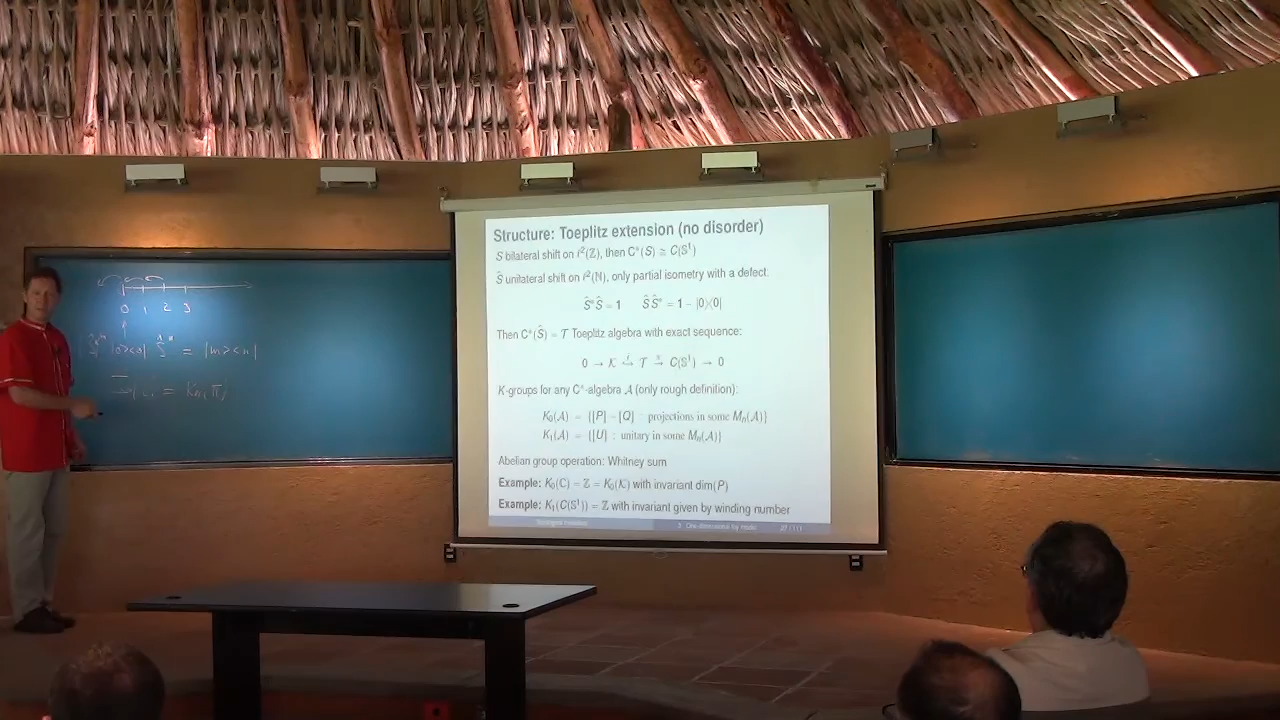 0 1 2 3
|0><0| = |m><n|
Structure: Toeplitz extension (no disorder)
S bilateral shift on ℓ²(ℤ), then C*(S) ≅ C(𝕊¹)
Ŝ unilateral shift on ℓ²(ℕ), only partial isometry with a defect:
Ŝ*Ŝ = 1 ŜŜ* = 1 − |0⟩⟨0|
Then C*(Ŝ) = 𝒯 Toeplitz algebra with exact sequence:
0 → 𝒦 ↪ 𝒯 → C(𝕊¹) → 0
K-groups for any C*-algebra 𝒜 (only rough definition):
K₀(𝒜) = {[P] − [Q] : projections in some Mₙ(𝒜)}
K₁(𝒜) = {[U] : unitary in some Mₙ(𝒜)}
Abelian group operation: Whitney sum
Example: K₀(ℂ) = ℤ = K₀(𝒦) with invariant dim(P)
Example: K₁(C(𝕊¹)) = ℤ with invariant given by winding number